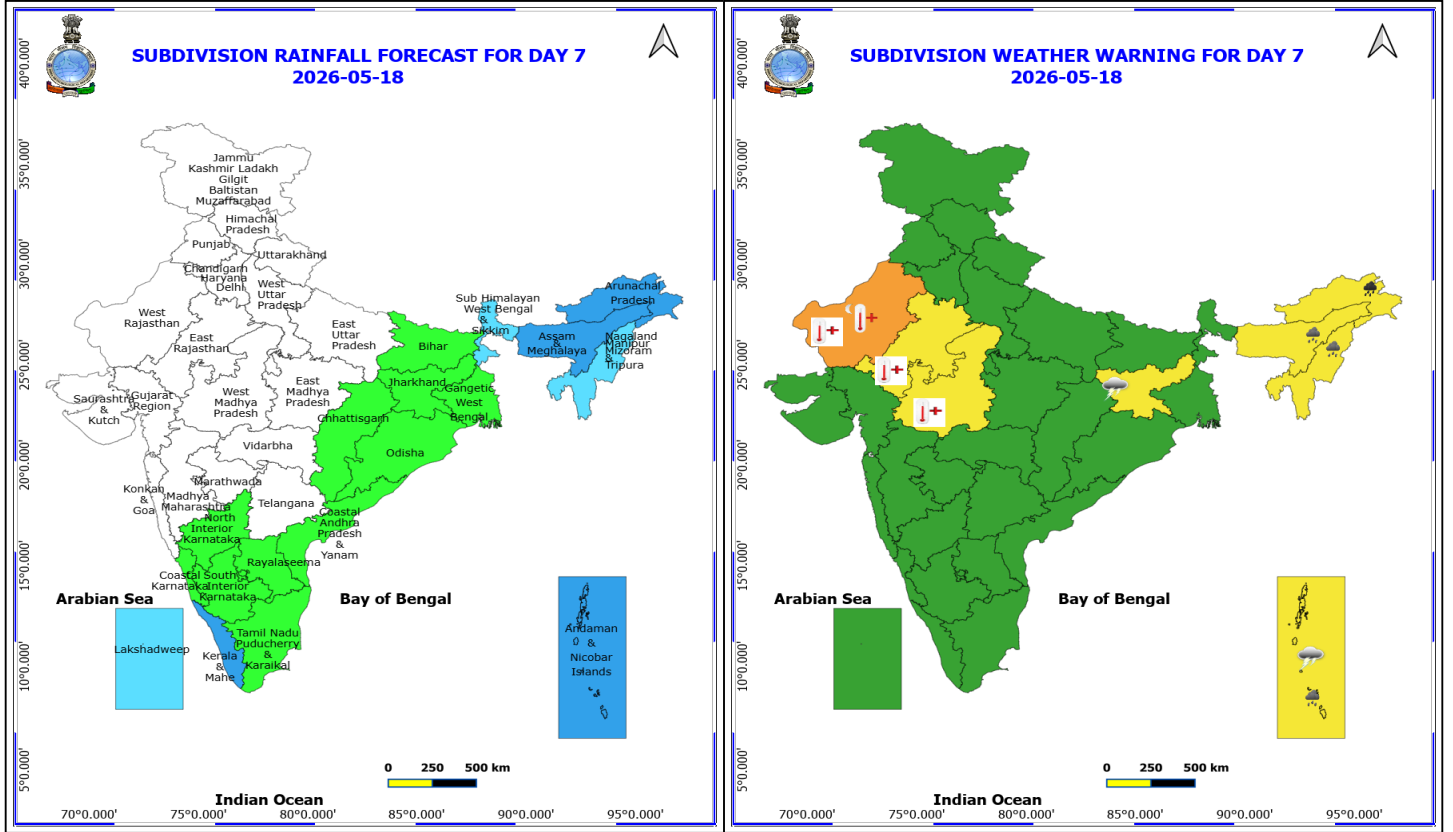 SUBDIVISION RAINFALL FORECAST FOR DAY 7
2026-05-18
40°0.000'
35°0.000'
30°0.000'
25°0.000'
20°0.000'
15°0.000'
10°0.000'
5°0.000'
Jammu
Kashmir Ladakh
Gilgit
Baltistan
Muzaffarabad
Himachal
Pradesh
Punjab
Uttarakhand
Chandigarh
Haryana
Delhi
West
Uttar
Pradesh
West
Rajasthan
East
Rajasthan
East
Uttar
Pradesh
Sub Himalayan
West Bengal
&
Sikkim
Arunachal
Pradesh
Assam
&
Meghalaya
Nagaland
Manipur
Mizoram
&
Tripura
Bihar
Jharkhand
Gangetic
West
Bengal
Saurashtra
&
Kutch
Gujarat
Region
West
Madhya
Pradesh
East
Madhya
Pradesh
Chhattisgarh
Vidarbha
Odisha
Konkan
&
Goa
Madhya
Maharashtra
Marathwada
Telangana
North
Interior
Karnataka
Coastal
Andhra
Pradesh
&
Yanam
Rayalaseema
Coastal
Karnataka
South
Interior
Karnataka
Arabian Sea
Bay of Bengal
Lakshadweep
Kerala
&
Mahe
Tamil Nadu
Puducherry
&
Karaikal
Andaman
&
Nicobar
Islands
0 250 500 km
Indian Ocean
70°0.000' 75°0.000' 80°0.000' 85°0.000' 90°0.000' 95°0.000'
SUBDIVISION WEATHER WARNING FOR DAY 7
2026-05-18
40°0.000'
35°0.000'
30°0.000'
25°0.000'
20°0.000'
15°0.000'
10°0.000'
5°0.000'
Arabian Sea
Bay of Bengal
0 250 500 km
Indian Ocean
70°0.000' 75°0.000' 80°0.000' 85°0.000' 90°0.000' 95°0.000'